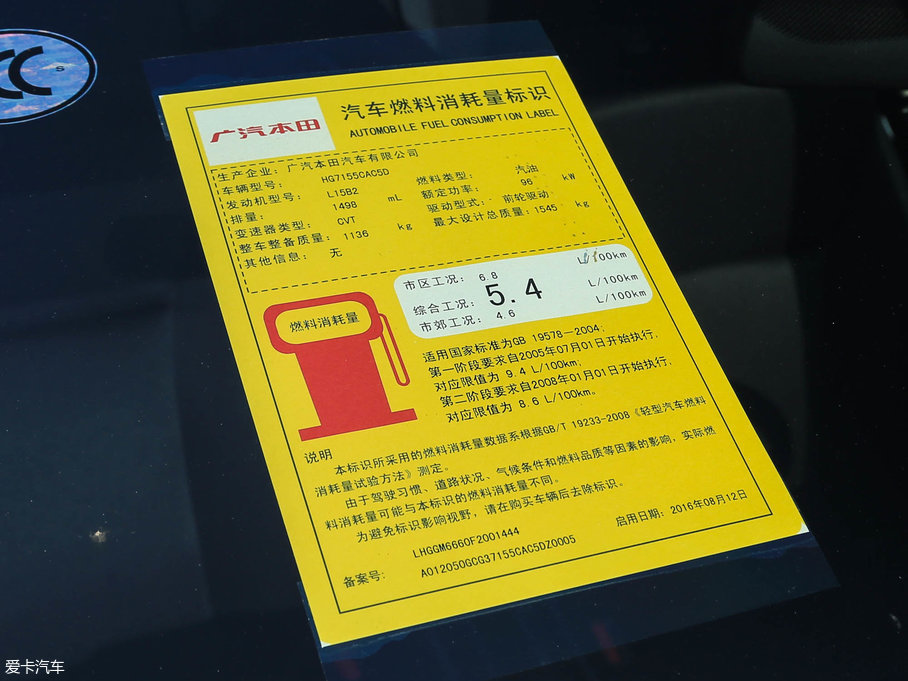 CC
S
广汽本田
汽车燃料消耗量标识
AUTOMOBILE FUEL CONSUMPTION LABEL
生产企业：广汽本田汽车有限公司
车辆型号： HG7155CAC5D 燃料类型： 汽油
发动机型号： L15B2 额定功率： 96 kW
排量： 1498 mL 驱动型式： 前轮驱动
变速器类型： CVT 最大设计总质量：1545 kg
整车整备质量： 1136 kg
其他信息： 无
市区工况： 6.8 L/100km
综合工况： 5.4 L/100km
市郊工况： 4.6 L/100km
燃料消耗量
适用国家标准为GB 19578—2004；
第一阶段要求自2005年07月01日开始执行，
对应限值为 9.4 L/100km；
第二阶段要求自2008年01月01日开始执行，
对应限值为 8.6 L/100km。
说明
本标识所采用的燃料消耗量数据系根据GB/T 19233-2008《轻型汽车燃料
消耗量试验方法》测定。
由于驾驶习惯、道路状况、气候条件和燃料品质等因素的影响，实际燃
料消耗量可能与本标识的燃料消耗量不同。
为避免标识影响视野，请在购买车辆后去除标识。
LHGGM6660F2001444
备案号： A012050GCG37155CAC5DZ0005
启用日期：2016年08月12日
爱卡汽车